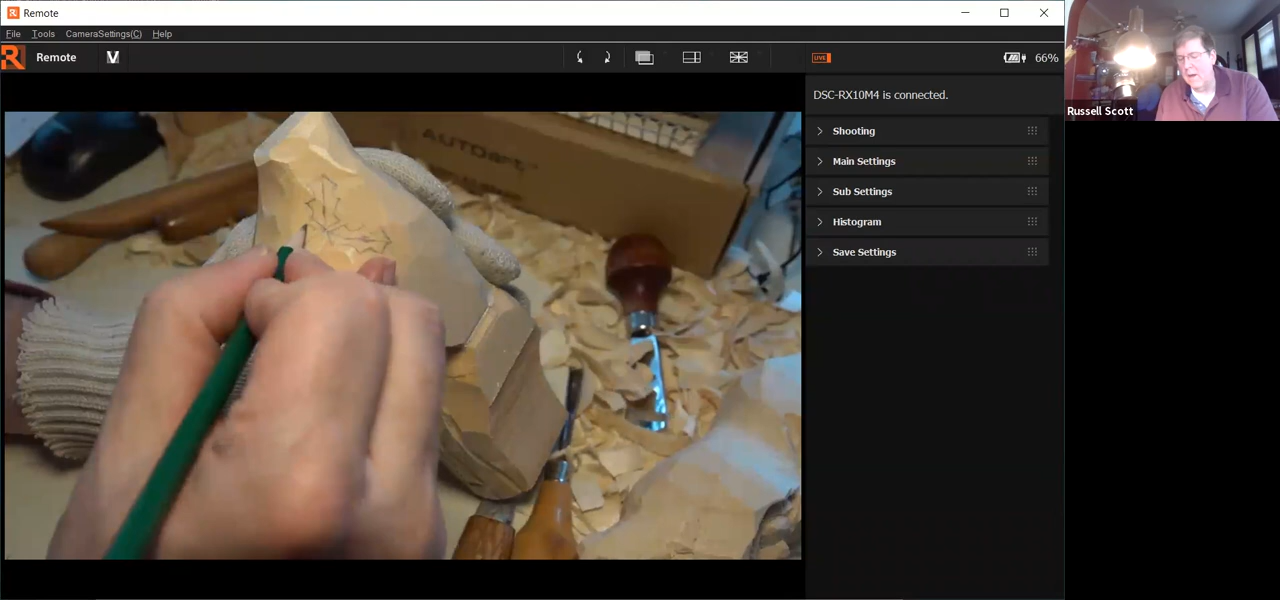 Remote
File Tools CameraSettings(C) Help
Remote
LIVE
66%
DSC-RX10M4 is connected.
Shooting
Main Settings
Sub Settings
Histogram
Save Settings
AUTOart
Russell Scott